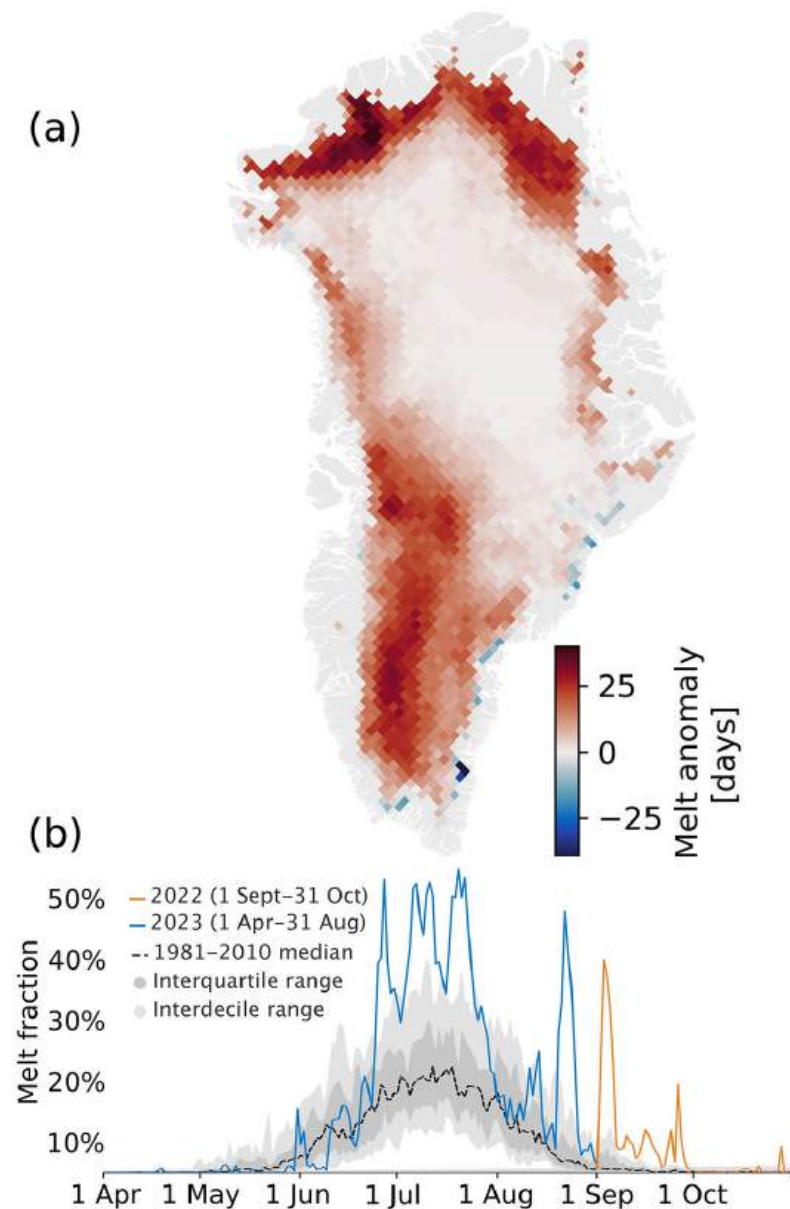 (a)
25
0
−25
Melt anomaly
[days]
(b)
50%
40%
30%
20%
10%
Melt fraction
2022 (1 Sept–31 Oct)
2023 (1 Apr–31 Aug)
1981–2010 median
Interquartile range
Interdecile range
1 Apr 1 May 1 Jun 1 Jul 1 Aug 1 Sep 1 Oct